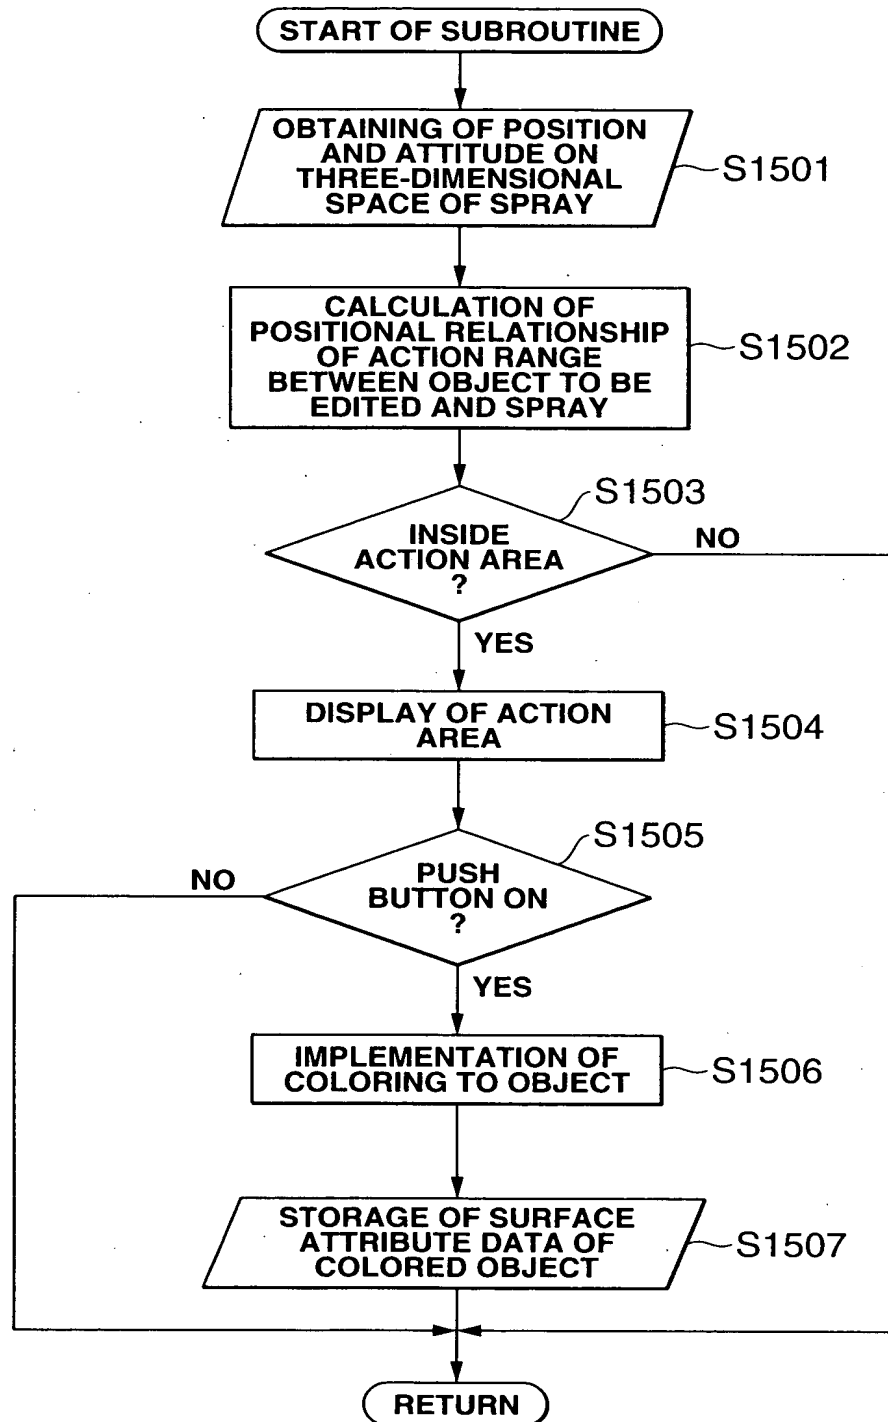 START OF SUBROUTINE
OBTAINING OF POSITION
AND ATTITUDE ON
THREE-DIMENSIONAL
SPACE OF SPRAY
S1501
CALCULATION OF
POSITIONAL RELATIONSHIP
OF ACTION RANGE
BETWEEN OBJECT TO BE
EDITED AND SPRAY
S1502
S1503
INSIDE
ACTION AREA
?
NO
YES
DISPLAY OF ACTION
AREA
S1504
S1505
PUSH
BUTTON ON
?
NO
YES
IMPLEMENTATION OF
COLORING TO OBJECT
S1506
STORAGE OF SURFACE
ATTRIBUTE DATA OF
COLORED OBJECT
S1507
RETURN